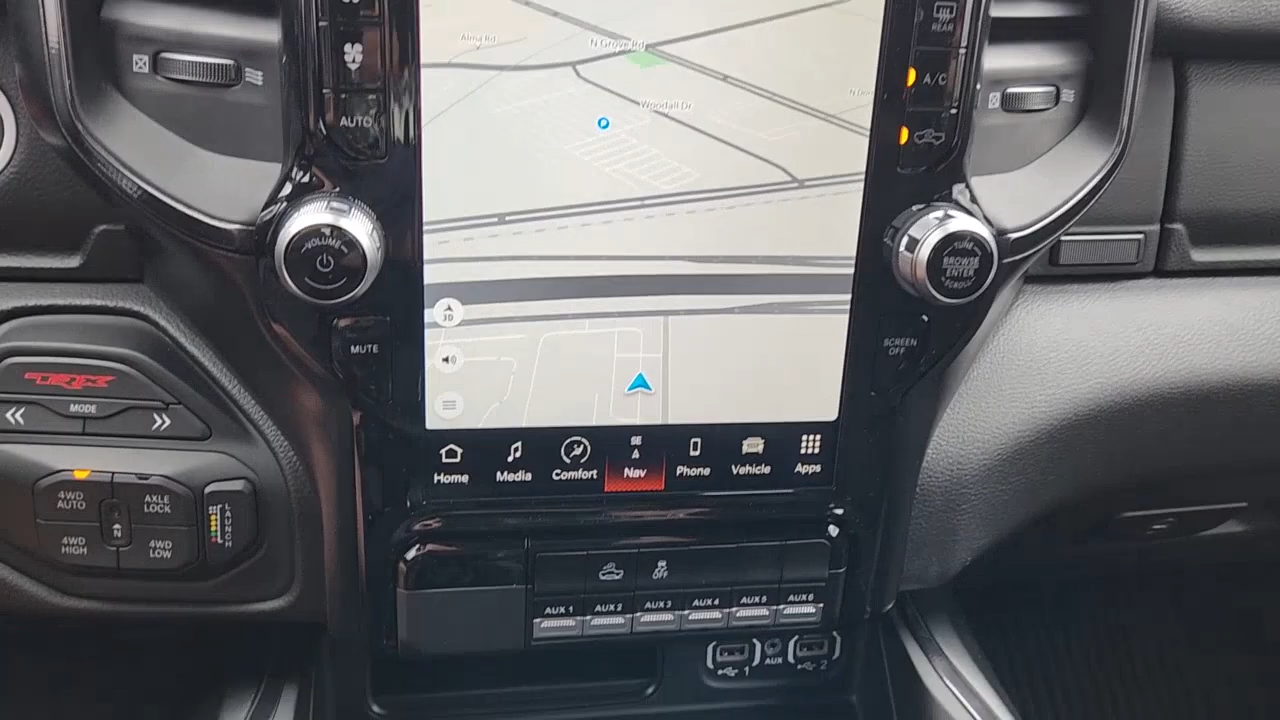 REAR
A/C
AUTO
Alma Rd
N Grove Rd
Woodall Dr
P
VOLUME
TUNE
BROWSE
ENTER
SCROLL
3D
MUTE
SCREEN
OFF
TRX
MODE
SE
Home
Media
Comfort
Nav
Phone
Vehicle
Apps
4WD
AUTO
AXLE
LOCK
N
4WD
HIGH
4WD
LOW
LAUNCH
OFF
AUX 1
AUX 2
AUX 3
AUX 4
AUX 5
AUX 6
1
AUX
2